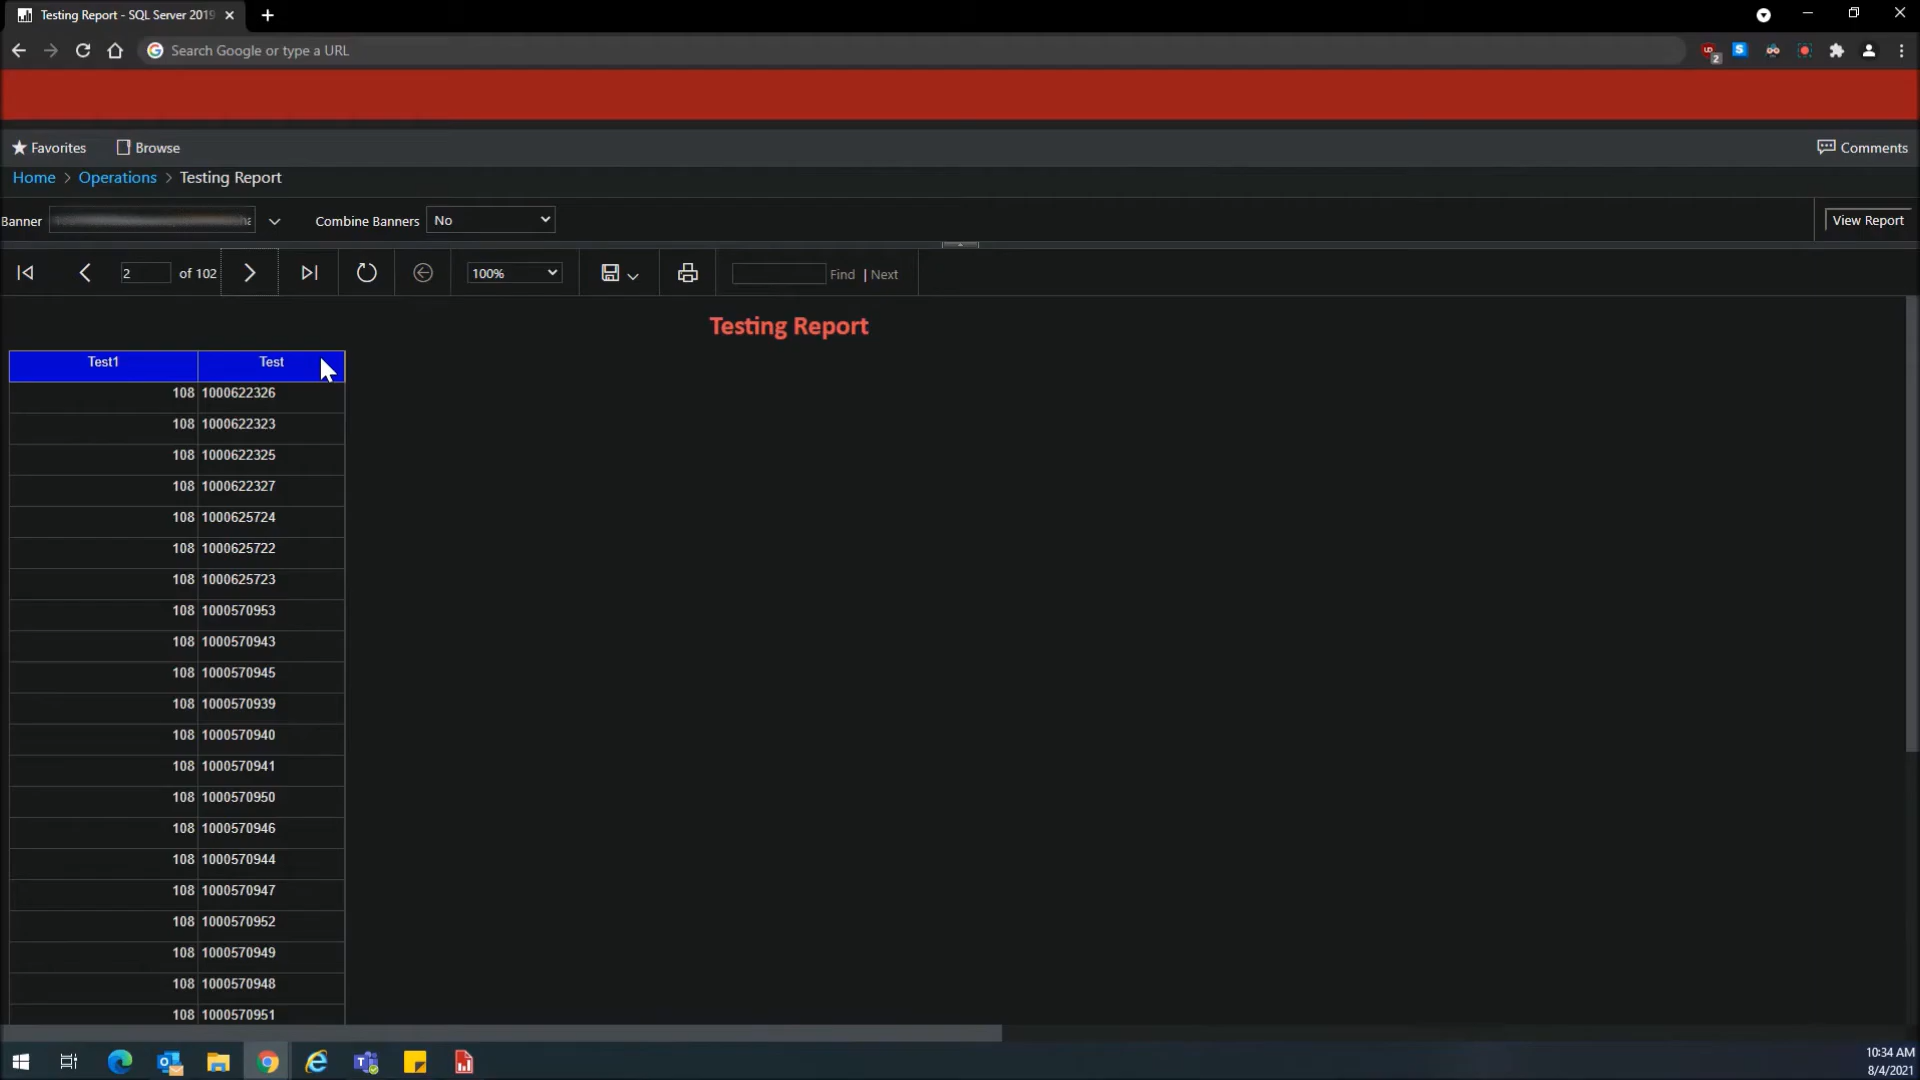 Testing Report - SQL Server 2019
Search Google or type a URL
2
Favorites
Browse
Comments
Home > Operations > Testing Report
Banner
Combine Banners
No
View Report
2 of 102
100%
Find | Next
Testing Report
Test1 Test
108 1000622326
108 1000622323
108 1000622325
108 1000622327
108 1000625724
108 1000625722
108 1000625723
108 1000570953
108 1000570943
108 1000570945
108 1000570939
108 1000570940
108 1000570941
108 1000570950
108 1000570946
108 1000570944
108 1000570947
108 1000570952
108 1000570949
108 1000570948
108 1000570951
10:34 AM
8/4/2021